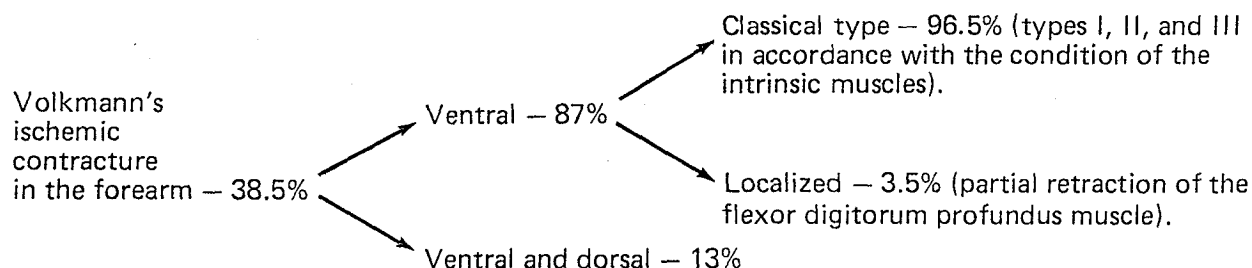 Volkmann's
ischemic
contracture
in the forearm — 38.5%
Ventral — 87%
Ventral and dorsal — 13%
Classical type — 96.5% (types I, II, and III
in accordance with the condition of the
intrinsic muscles).
Localized — 3.5% (partial retraction of the
flexor digitorum profundus muscle).